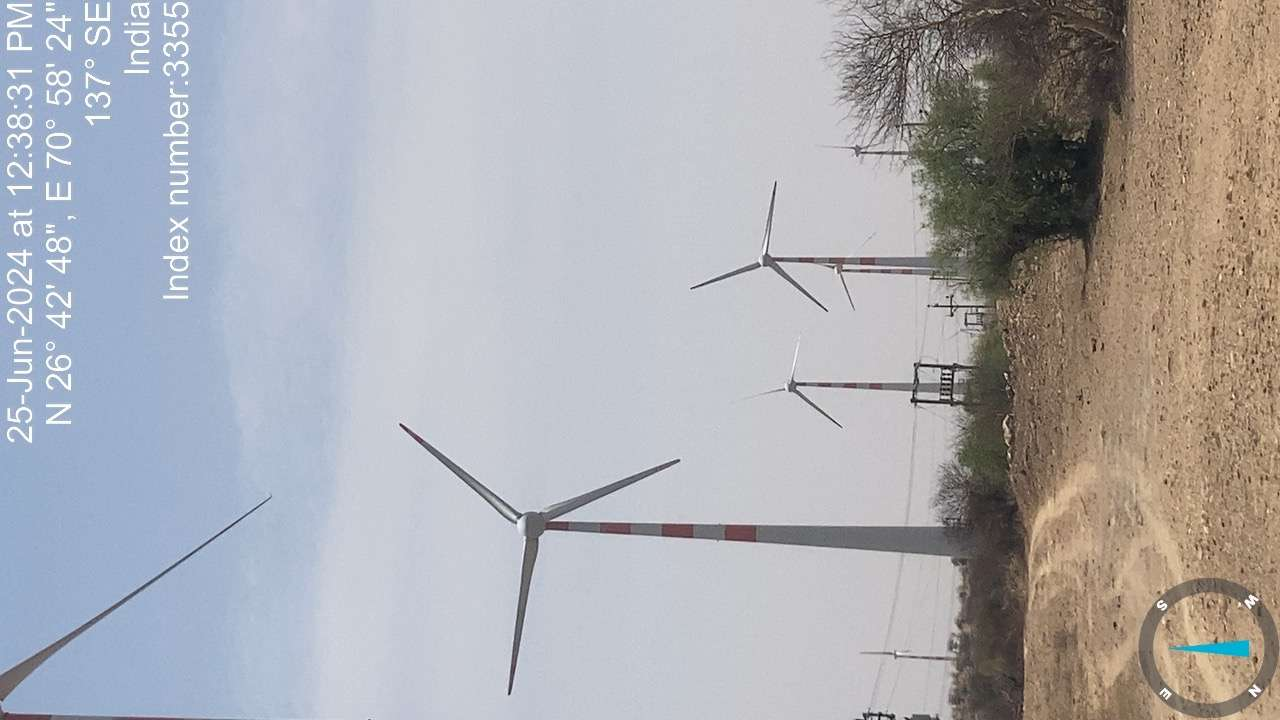 25-Jun-2024 at 12:38:31 PM
N 26° 42' 48", E 70° 58' 24"
137° SE
India
Index number:3355
S
W
E
N